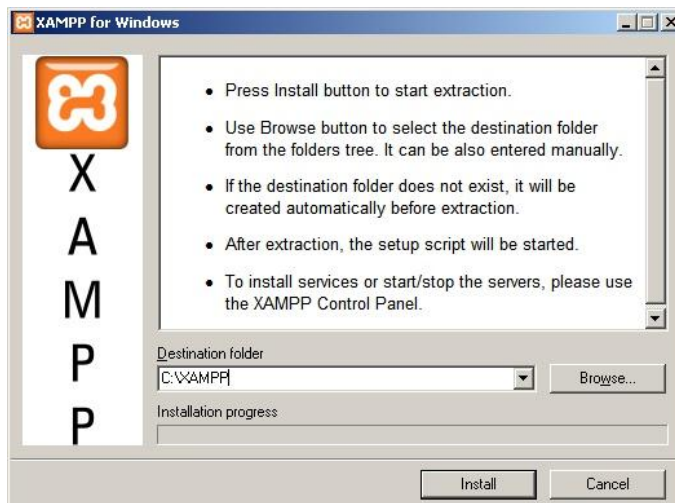 XAMPP for Windows
X
A
M
P
P
• Press Install button to start extraction.
• Use Browse button to select the destination folder
from the folders tree. It can be also entered manually.
• If the destination folder does not exist, it will be
created automatically before extraction.
• After extraction, the setup script will be started.
• To install services or start/stop the servers, please use
the XAMPP Control Panel.
Destination folder
C:\XAMPP
Browse...
Installation progress
Install
Cancel